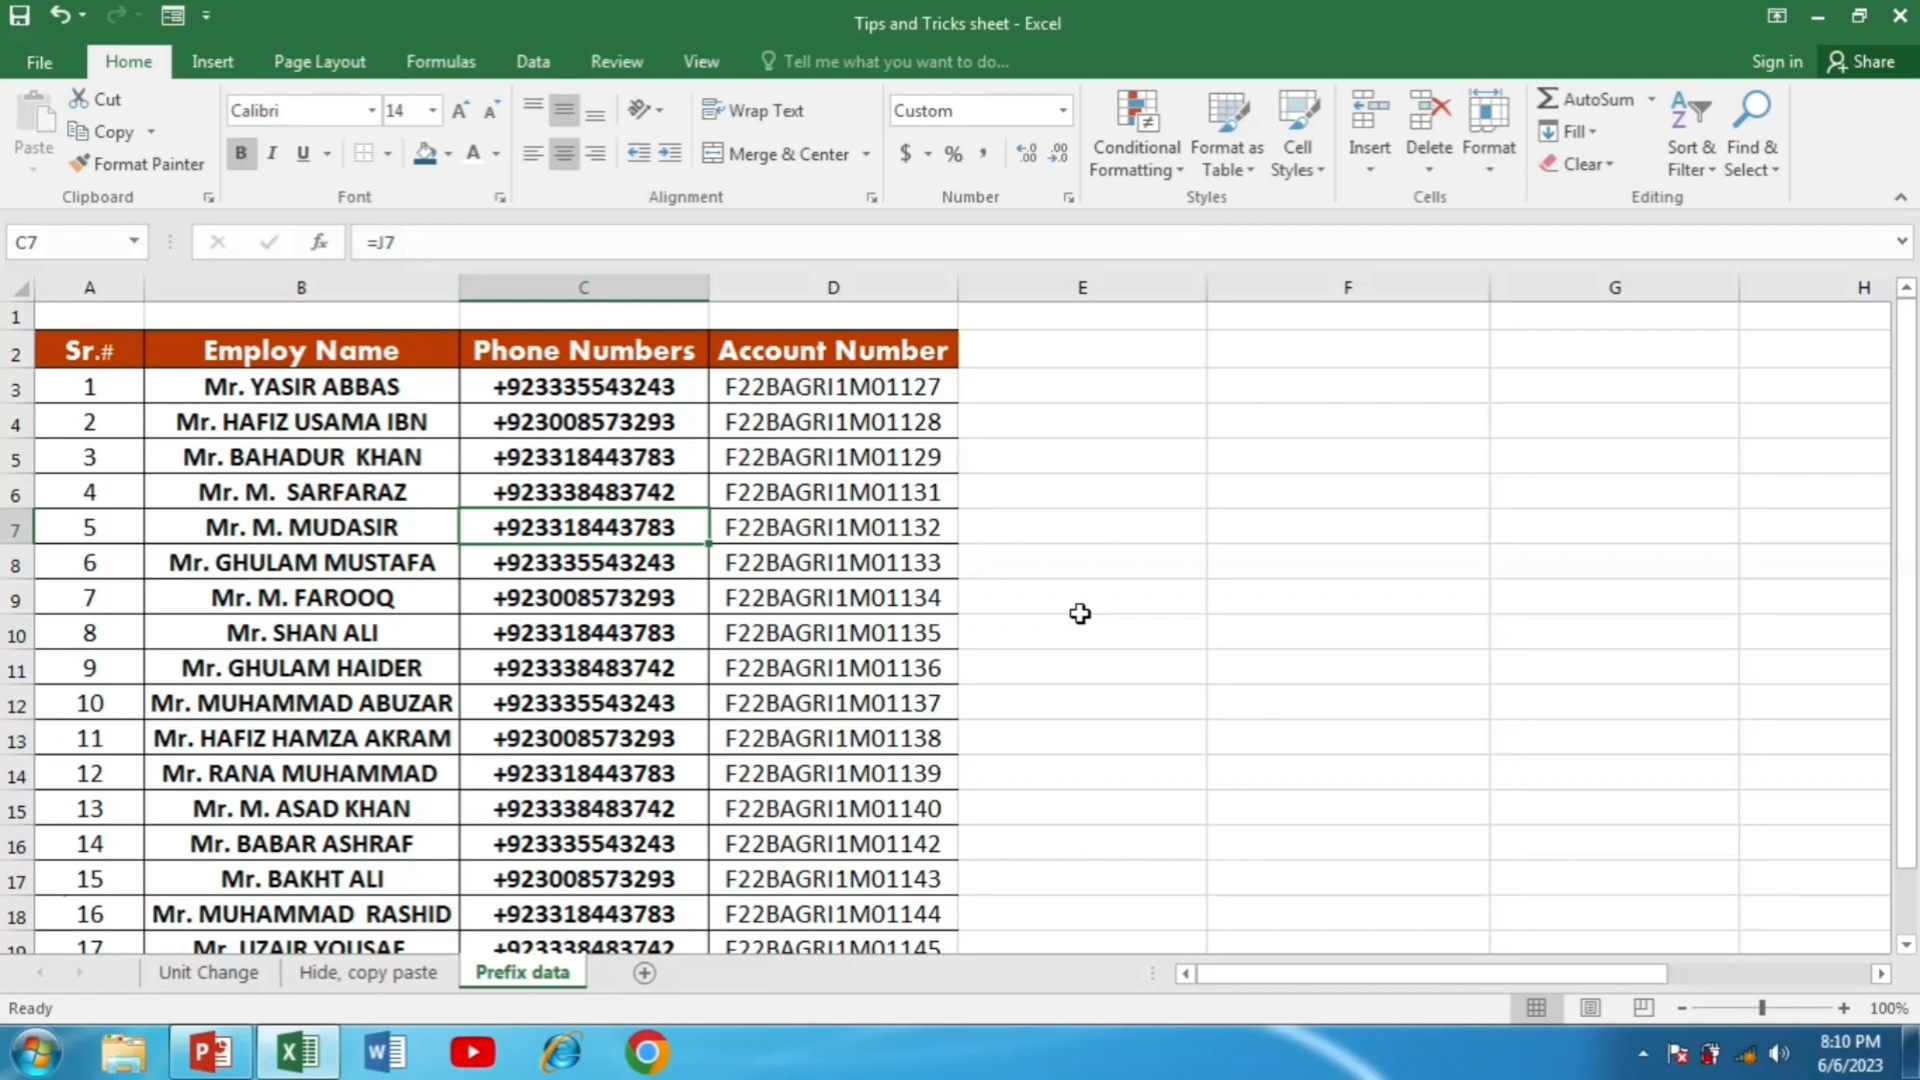 Tips and Tricks sheet - Excel
File Home Insert Page Layout Formulas Data Review View Tell me what you want to do... Sign in Share
Paste Cut
Copy
Format Painter
Clipboard
Calibri 14
B I U A
Font
Wrap Text
Merge & Center
Alignment
Custom
$ % ,
Number
Conditional Formatting
Format as Table
Cell Styles
Styles
Insert Delete Format
Cells
AutoSum
Fill
Clear
Sort & Filter
Find & Select
Editing
C7 fx =J7
A B C D E F G H
1
2 Sr.# Employ Name Phone Numbers Account Number
3 1 Mr. YASIR ABBAS +923335543243 F22BAGRI1M01127
4 2 Mr. HAFIZ USAMA IBN +923008573293 F22BAGRI1M01128
5 3 Mr. BAHADUR  KHAN +923318443783 F22BAGRI1M01129
6 4 Mr. M.  SARFARAZ +923338483742 F22BAGRI1M01131
7 5 Mr. M. MUDASIR +923318443783 F22BAGRI1M01132
8 6 Mr. GHULAM MUSTAFA +923335543243 F22BAGRI1M01133
9 7 Mr. M. FAROOQ +923008573293 F22BAGRI1M01134
10 8 Mr. SHAN ALI +923318443783 F22BAGRI1M01135
11 9 Mr. GHULAM HAIDER +923338483742 F22BAGRI1M01136
12 10 Mr. MUHAMMAD ABUZAR +923335543243 F22BAGRI1M01137
13 11 Mr. HAFIZ HAMZA AKRAM +923008573293 F22BAGRI1M01138
14 12 Mr. RANA MUHAMMAD +923318443783 F22BAGRI1M01139
15 13 Mr. M. ASAD KHAN +923338483742 F22BAGRI1M01140
16 14 Mr. BABAR ASHRAF +923335543243 F22BAGRI1M01142
17 15 Mr. BAKHT ALI +923008573293 F22BAGRI1M01143
18 16 Mr. MUHAMMAD  RASHID +923318443783 F22BAGRI1M01144
19 17 Mr. UZAIR YOUSAF +923338483742 F22BAGRI1M01145
Unit Change Hide, copy paste Prefix data
Ready 100%
8:10 PM
6/6/2023